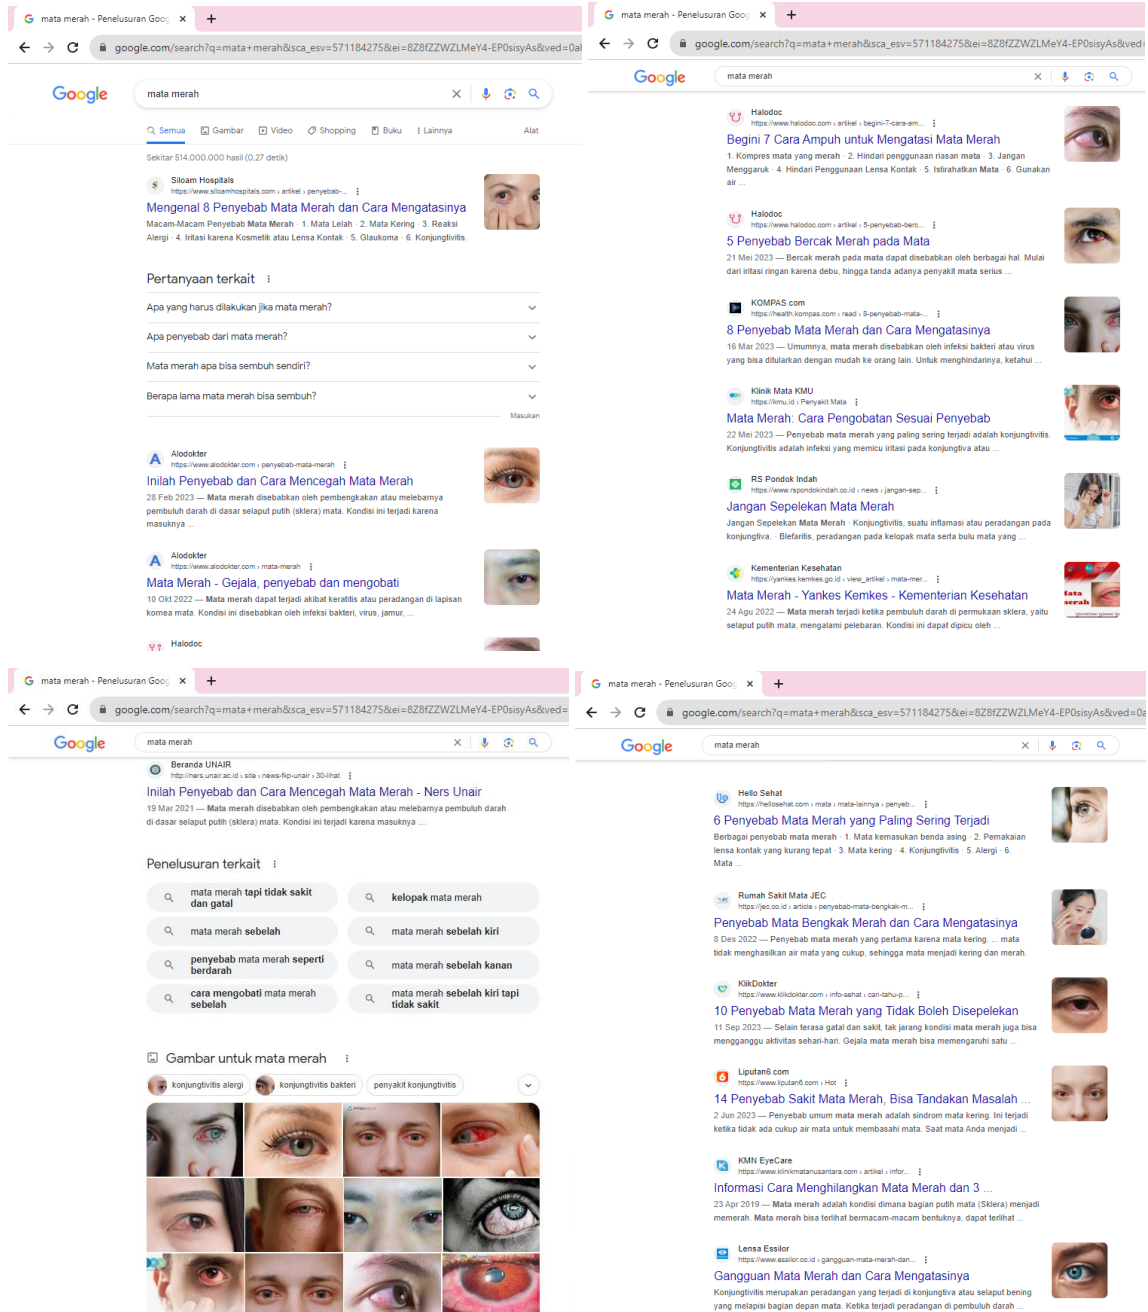 mata merah - Penelusuran Goog
google.com/search?q=mata+merah&sca_esv=571184275&ei=8Z8fZZWZLMeY4-EP0sisyAs&ved=0a
Google
mata merah
Semua
Gambar
Video
Shopping
Buku
Lainnya
Alat
Sekitar 514.000.000 hasil (0,27 detik)
Siloam Hospitals
https://www.siloamhospitals.com › artikel › penyebab-...
Mengenal 8 Penyebab Mata Merah dan Cara Mengatasinya
Macam-Macam Penyebab Mata Merah · 1. Mata Lelah · 2. Mata Kering · 3. Reaksi
Alergi · 4. Iritasi karena Kosmetik atau Lensa Kontak · 5. Glaukoma · 6. Konjungtivitis.
Pertanyaan terkait
Apa yang harus dilakukan jika mata merah?
Apa penyebab dari mata merah?
Mata merah apa bisa sembuh sendiri?
Berapa lama mata merah bisa sembuh?
Masukan
Alodokter
https://www.alodokter.com › penyebab-mata-merah
Inilah Penyebab dan Cara Mencegah Mata Merah
28 Feb 2023 — Mata merah disebabkan oleh pembengkakan atau melebarnya
pembuluh darah di dasar selaput putih (sklera) mata. Kondisi ini terjadi karena
masuknya ...
Alodokter
https://www.alodokter.com › mata-merah
Mata Merah - Gejala, penyebab dan mengobati
10 Okt 2022 — Mata merah dapat terjadi akibat keratitis atau peradangan di lapisan
kornea mata. Kondisi ini disebabkan oleh infeksi bakteri, virus, jamur, ...
Halodoc
mata merah - Penelusuran Goog
google.com/search?q=mata+merah&sca_esv=571184275&ei=8Z8fZZWZLMeY4-EP0sisyAs&ved=
Google
mata merah
Halodoc
https://www.halodoc.com › artikel › begini-7-cara-am...
Begini 7 Cara Ampuh untuk Mengatasi Mata Merah
1. Kompres mata yang merah · 2. Hindari penggunaan riasan mata · 3. Jangan
Menggaruk · 4. Hindari Penggunaan Lensa Kontak · 5. Istirahatkan Mata · 6. Gunakan
air ...
Halodoc
https://www.halodoc.com › artikel › 5-penyebab-berc...
5 Penyebab Bercak Merah pada Mata
21 Mei 2023 — Bercak merah pada mata dapat disebabkan oleh berbagai hal. Mulai
dari iritasi ringan karena debu, hingga tanda adanya penyakit mata serius ...
KOMPAS.com
https://health.kompas.com › read › 8-penyebab-mata-...
8 Penyebab Mata Merah dan Cara Mengatasinya
16 Mar 2023 — Umumnya, mata merah disebabkan oleh infeksi bakteri atau virus
yang bisa ditularkan dengan mudah ke orang lain. Untuk menghindarinya, ketahui ...
Klinik Mata KMU
https://kmu.id › Penyakit Mata
Mata Merah: Cara Pengobatan Sesuai Penyebab
22 Mei 2023 — Penyebab mata merah yang paling sering terjadi adalah konjungtivitis.
Konjungtivitis adalah infeksi yang memicu iritasi pada konjungtiva atau ...
RS Pondok Indah
https://www.rspondokindah.co.id › news › jangan-sep...
Jangan Sepelekan Mata Merah
Jangan Sepelekan Mata Merah · Konjungtivitis, suatu inflamasi atau peradangan pada
konjungtiva. · Blefaritis, peradangan pada kelopak mata serta bulu mata yang ...
Kementerian Kesehatan
https://yankes.kemkes.go.id › view_artikel › mata-mer...
Mata Merah - Yankes Kemkes - Kementerian Kesehatan
24 Agu 2022 — Mata merah terjadi ketika pembuluh darah di permukaan sklera, yaitu
selaput putih mata, mengalami pelebaran. Kondisi ini dapat dipicu oleh ...
mata merah - Penelusuran Goog
google.com/search?q=mata+merah&sca_esv=571184275&ei=8Z8fZZWZLMeY4-EP0sisyAs&ved=
Google
mata merah
Beranda UNAIR
http://ners.unair.ac.id › site › news-fkp-unair › 30-lihat
Inilah Penyebab dan Cara Mencego Mata Merah - Ners Unair
19 Mar 2021 — Mata merah disebabkan oleh pembengkakan atau melebarnya pembuluh darah
di dasar selaput putih (sklera) mata. Kondisi ini terjadi karena masuknya ...
Penelusuran terkait
mata merah tapi tidak sakit
dan gatal
kelopak mata merah
mata merah sebelah
mata merah sebelah kiri
penyebab mata merah seperti
berdarah
mata merah sebelah kanan
cara mengobati mata merah
sebelah
mata merah sebelah kiri tapi
tidak sakit
Gambar untuk mata merah
konjungtivitis alergi
konjungtivitis bakteri
penyakit konjungtivitis
mata merah - Penelusuran Goog
google.com/search?q=mata+merah&sca_esv=571184275&ei=8Z8fZZWZLMeY4-EP0sisyAs&ved=0a
Google
mata merah
Hello Sehat
https://hellosehat.com › mata › mata-lainnya › penyeb...
6 Penyebab Mata Merah yang Paling Sering Terjadi
Berbagai penyebab mata merah · 1. Mata kemasukan benda asing · 2. Pemakaian
lensa kontak yang kurang tepat · 3. Mata kering · 4. Konjungtivitis · 5. Alergi · 6.
Mata ...
Rumah Sakit Mata JEC
https://jec.co.id › article › penyebab-mata-bengkak-m...
Penyebab Mata Bengkak Merah dan Cara Mengatasinya
8 Des 2022 — Penyebab mata merah yang pertama karena mata kering. ... mata
tidak menghasilkan air mata yang cukup, sehingga mata menjadi kering dan merah.
KlikDokter
https://www.klikdokter.com › info-sehat › cari-tahu-p...
10 Penyebab Mata Merah yang Tidak Boleh Disepelekan
11 Sep 2023 — Selain terasa gatal dan sakit, tak jarang kondisi mata merah juga bisa
mengganggu aktivitas sehari-hari. Gejala mata merah bisa memengaruhi satu ...
Liputan6.com
https://www.liputan6.com › Hot
14 Penyebab Sakit Mata Merah, Bisa Tandakan Masalah ...
2 Jun 2023 — Penyebab umum mata merah adalah sindrom mata kering. Ini terjadi
ketika tidak ada cukup air mata untuk membasahi mata. Saat mata Anda menjadi ...
KMN EyeCare
https://www.klinikmatanusantara.com › artikel › infor...
Informasi Cara Menghilangkan Mata Merah dan 3 ...
23 Apr 2019 — Mata merah adalah kondisi dimana bagian putih mata (Sklera) menjadi
memerah. Mata merah bisa terlihat bermacam-macam bentuknya, dapat terlihat ...
Lensa Essilor
https://www.essilor.co.id › gangguan-mata-merah-dan...
Gangguan Mata Merah dan Cara Mengatasinya
Konjungtivitis merupakan peradangan yang terjadi di konjungtiva atau selaput bening
yang melapisi bagian depan mata. Ketika terjadi peradangan di pembuluh darah ...